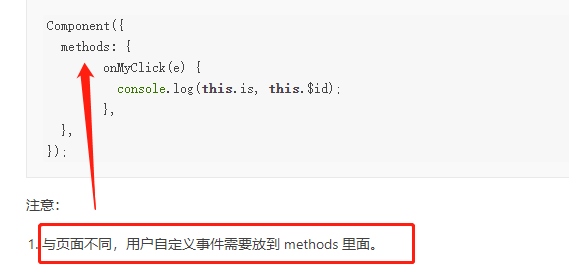 Component({
methods: {
onMyClick(e) {
console.log(this.is, this.$id);
},
},
});
注意：
1. 与页面不同，用户自定义事件需要放到 methods 里面。